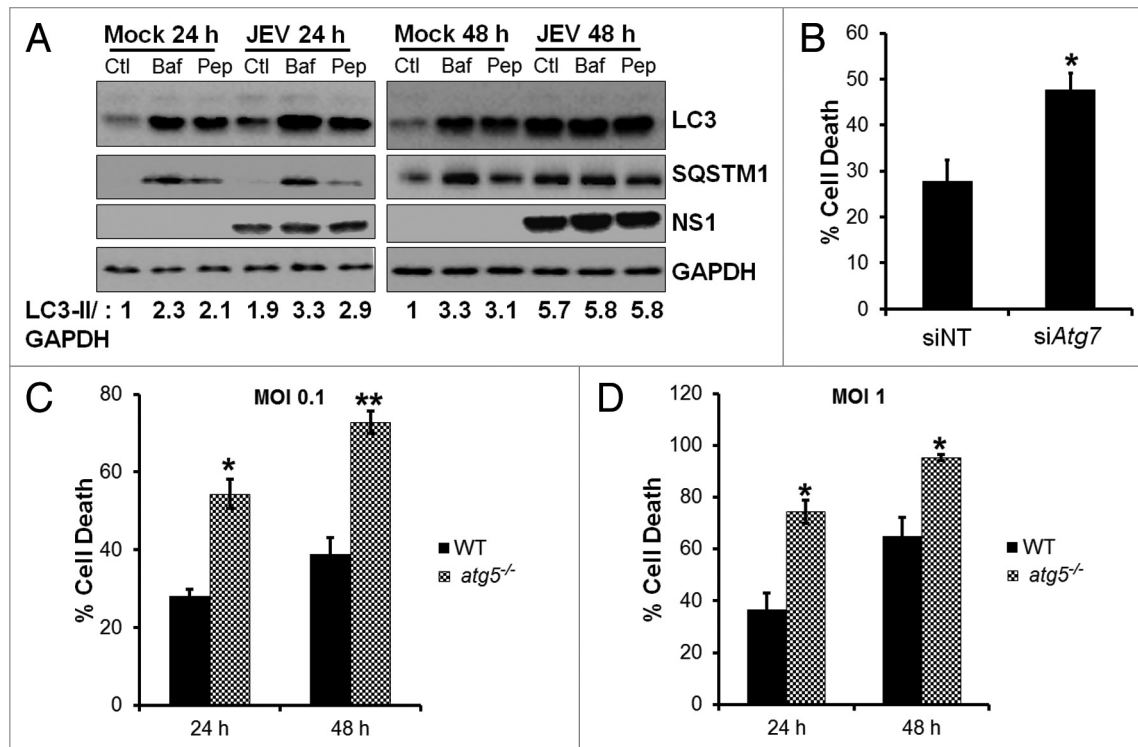 A
Mock 24 h JEV 24 h
Ctl Baf Pep Ctl Baf Pep
Mock 48 h JEV 48 h
Ctl Baf Pep Ctl Baf Pep
LC3
SQSTM1
NS1
GAPDH
LC3-II/ : 1 2.3 2.1 1.9 3.3 2.9 1 3.3 3.1 5.7 5.8 5.8
GAPDH
B
% Cell Death
60
50
40
30
20
10
0
*
siNT siAtg7
C
MOI 0.1
% Cell Death
80
60
40
20
0
*
**
24 h 48 h
WT
atg5-/-
D
MOI 1
% Cell Death
120
100
80
60
40
20
0
*
*
24 h 48 h
WT
atg5-/-